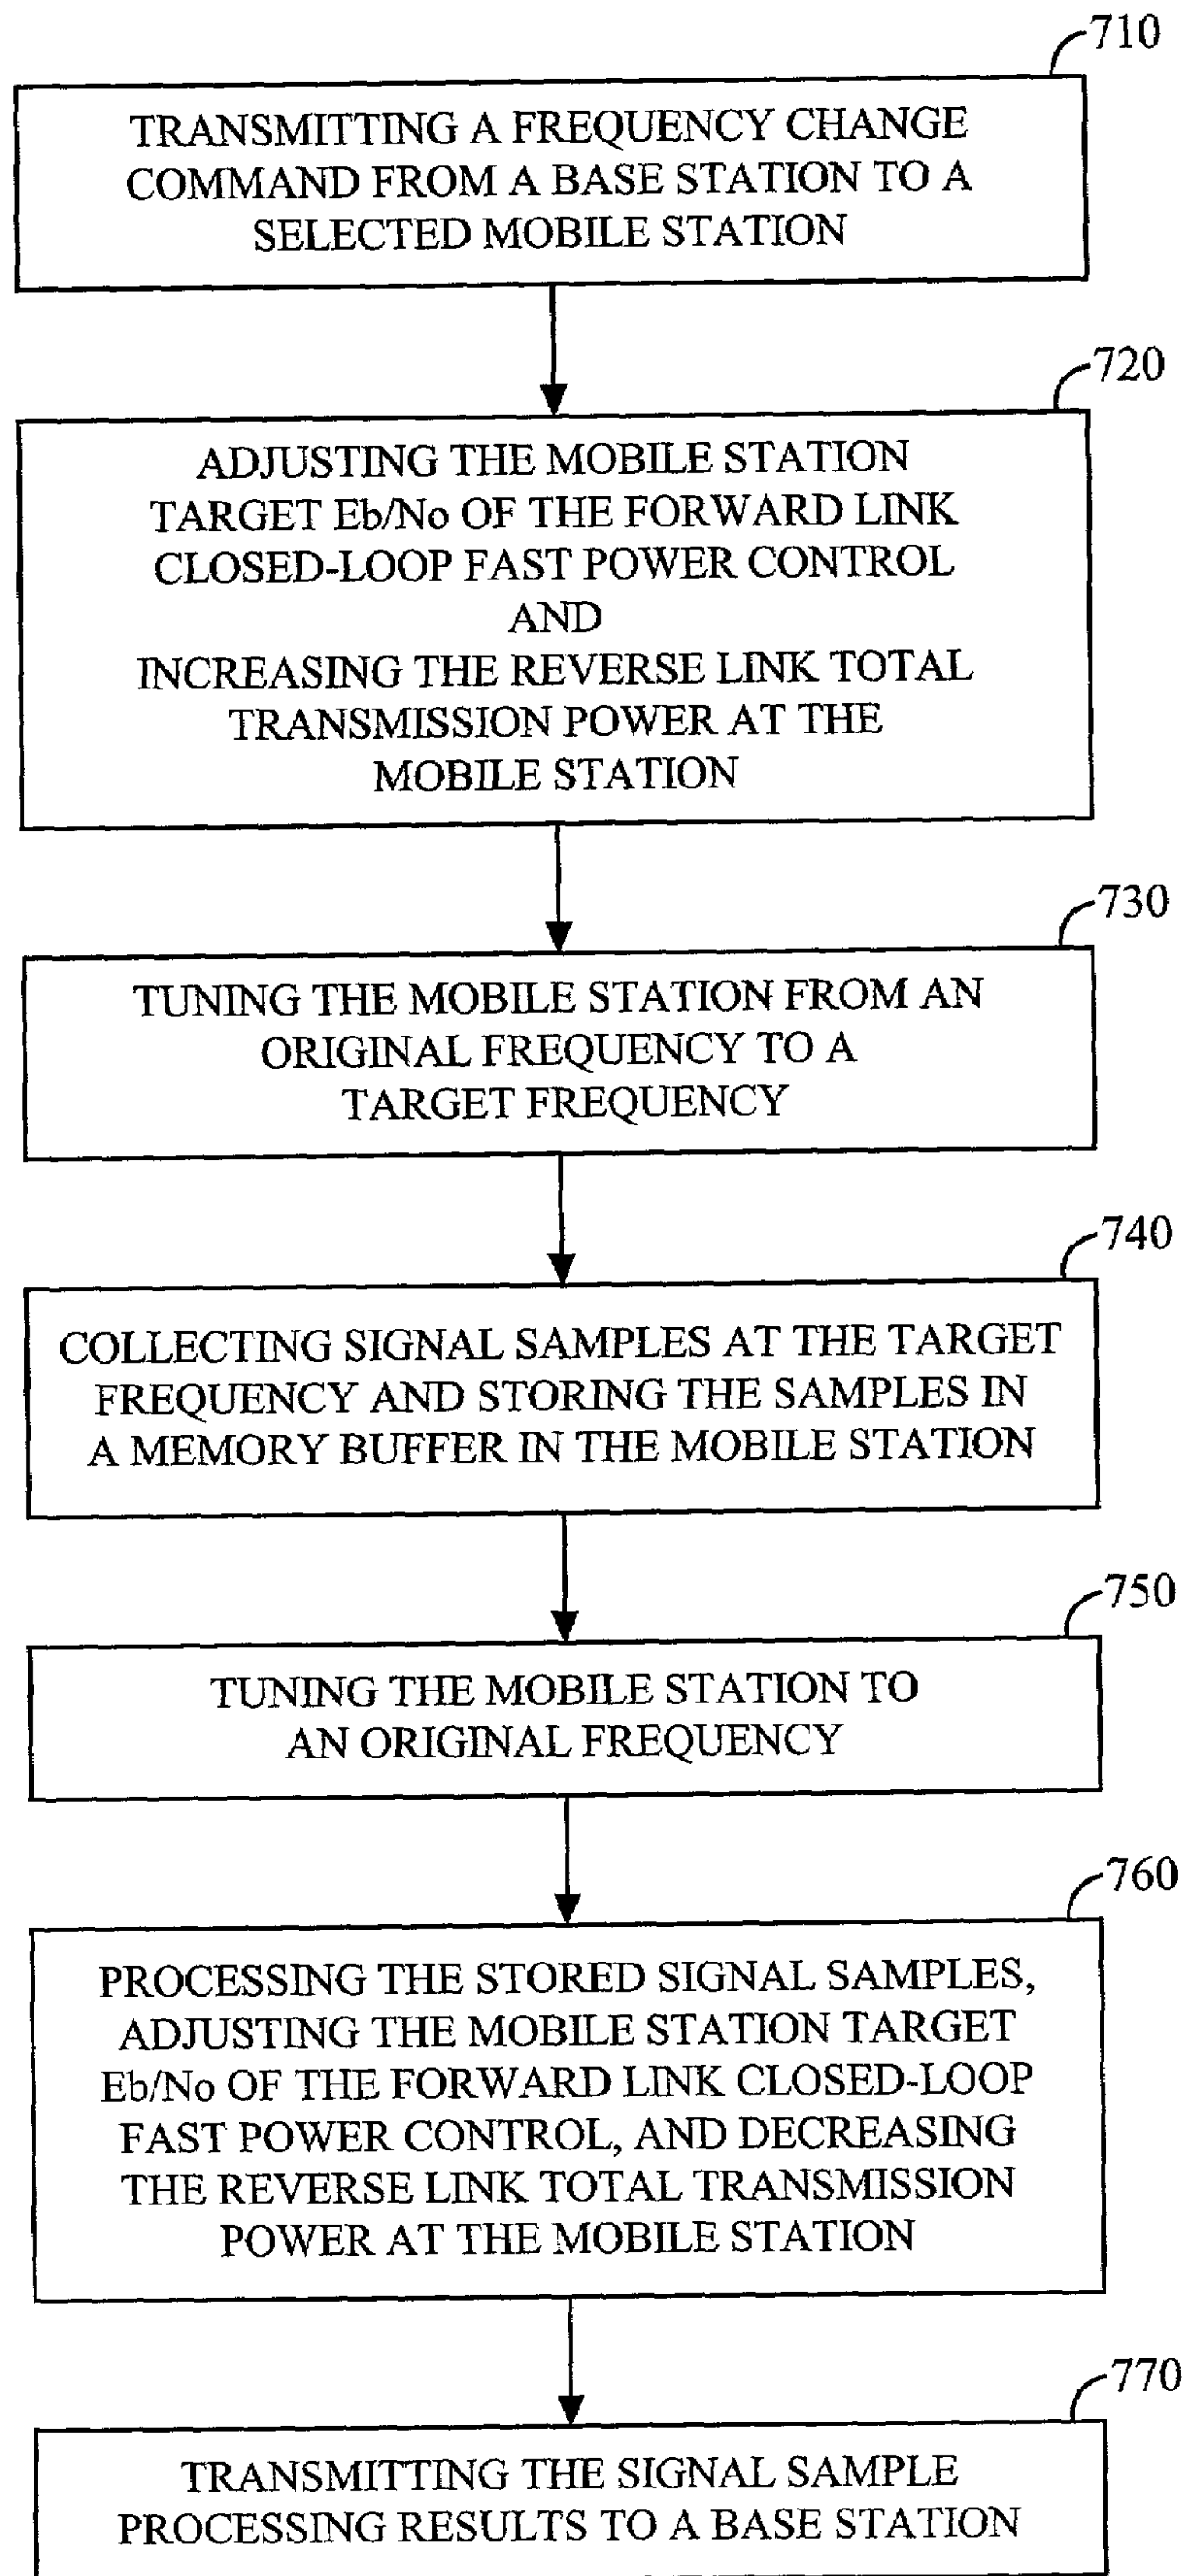 710
TRANSMITTING A FREQUENCY CHANGE
COMMAND FROM A BASE STATION TO A
SELECTED MOBILE STATION
720
ADJUSTING THE MOBILE STATION
TARGET Eb/No OF THE FORWARD LINK
CLOSED-LOOP FAST POWER CONTROL
AND
INCREASING THE REVERSE LINK TOTAL
TRANSMISSION POWER AT THE
MOBILE STATION
730
TUNING THE MOBILE STATION FROM AN
ORIGINAL FREQUENCY TO A
TARGET FREQUENCY
740
COLLECTING SIGNAL SAMPLES AT THE TARGET
FREQUENCY AND STORING THE SAMPLES IN
A MEMORY BUFFER IN THE MOBILE STATION
750
TUNING THE MOBILE STATION TO
AN ORIGINAL FREQUENCY
760
PROCESSING THE STORED SIGNAL SAMPLES,
ADJUSTING THE MOBILE STATION TARGET
Eb/No OF THE FORWARD LINK CLOSED-LOOP
FAST POWER CONTROL, AND DECREASING
THE REVERSE LINK TOTAL TRANSMISSION
POWER AT THE MOBILE STATION
770
TRANSMITTING THE SIGNAL SAMPLE
PROCESSING RESULTS TO A BASE STATION